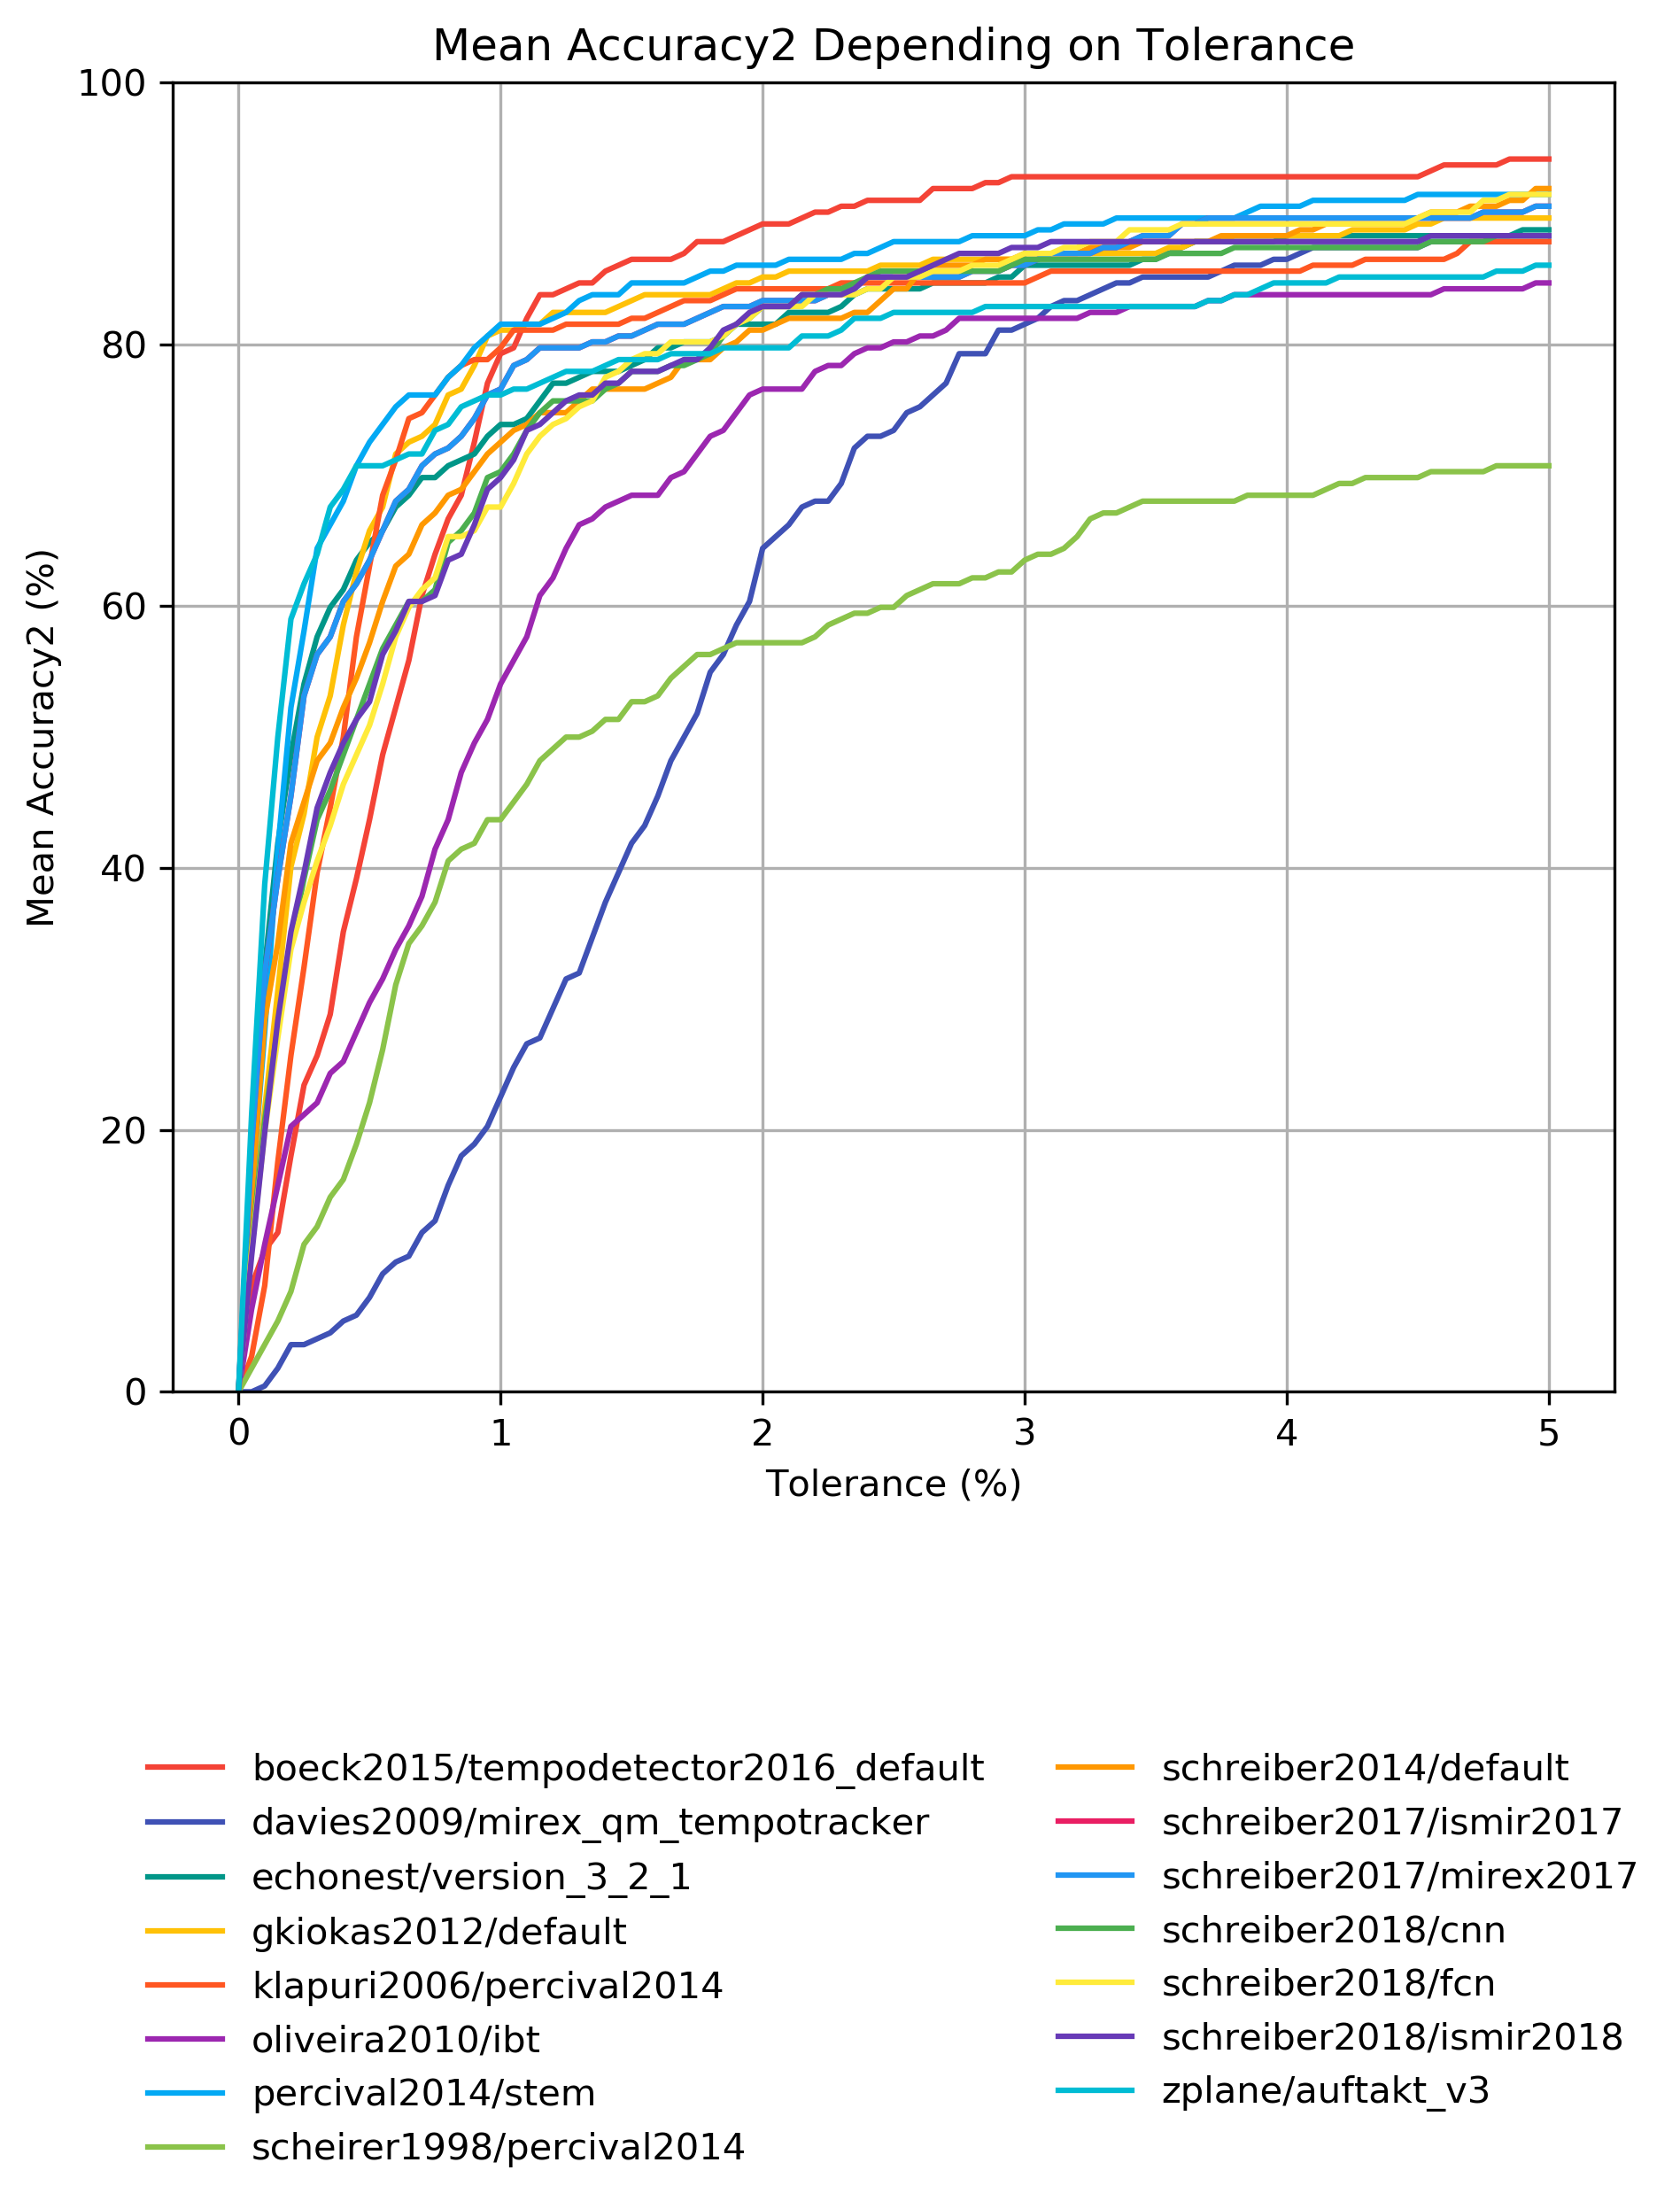 Mean Accuracy2 Depending on Tolerance
100
80
60
40
20
0
Mean Accuracy2 (%)
0 1 2 3 4 5
Tolerance (%)
boeck2015/tempodetector2016_default
davies2009/mirex_qm_tempotracker
echonest/version_3_2_1
gkiokas2012/default
klapuri2006/percival2014
oliveira2010/ibt
percival2014/stem
scheirer1998/percival2014
schreiber2014/default
schreiber2017/ismir2017
schreiber2017/mirex2017
schreiber2018/cnn
schreiber2018/fcn
schreiber2018/ismir2018
zplane/auftakt_v3